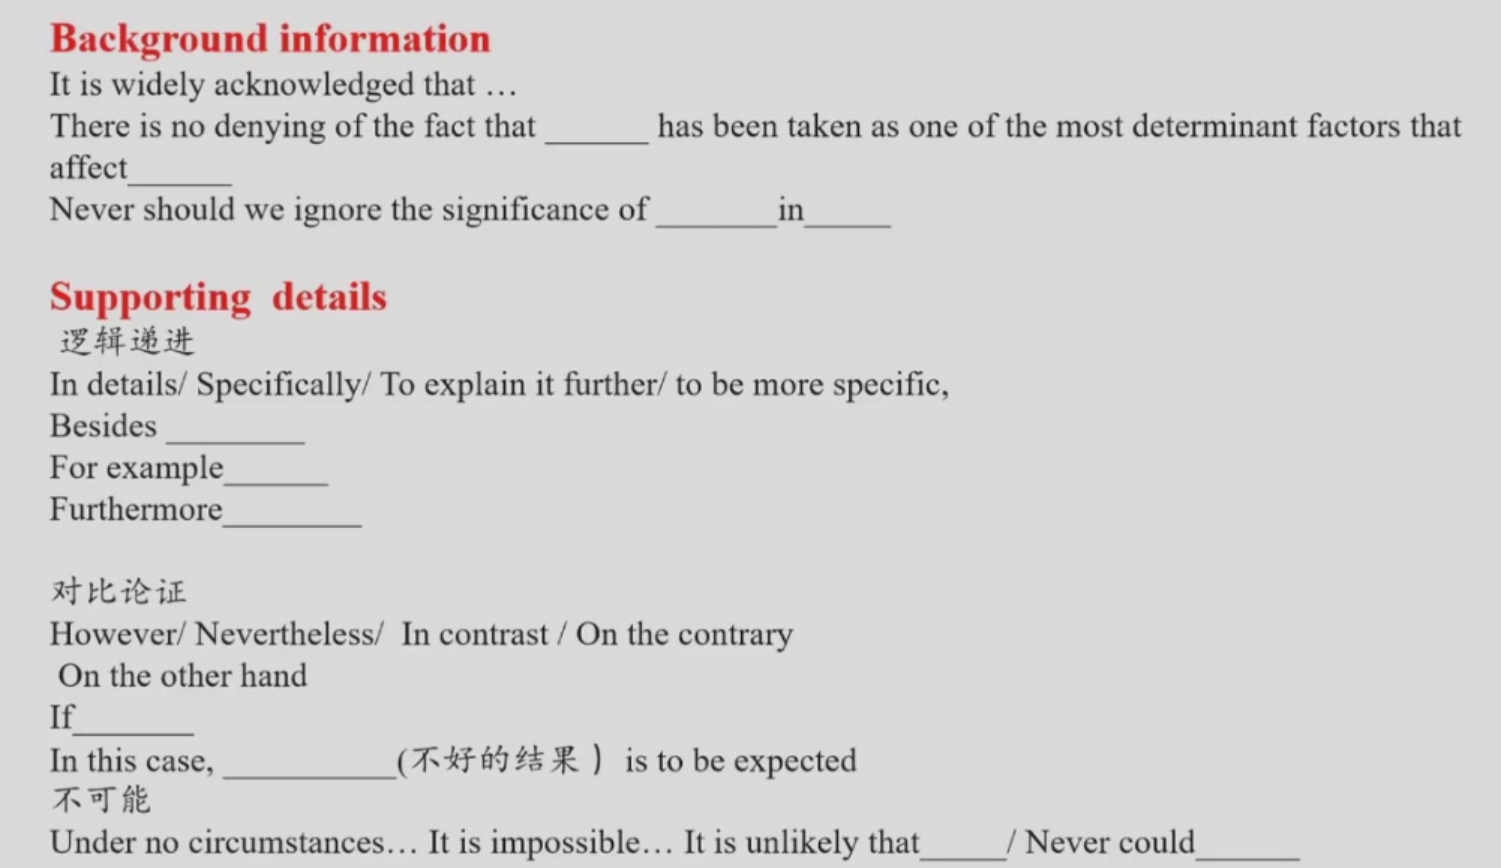 Background information
It is widely acknowledged that …
There is no denying of the fact that ______ has been taken as one of the most determinant factors that
affect______
Never should we ignore the significance of _______in_____
Supporting details
逻辑递进
In details/ Specifically/ To explain it further/ to be more specific,
Besides ________
For example______
Furthermore________
对比论证
However/ Nevertheless/ In contrast / On the contrary
On the other hand
If_______
In this case, __________(不好的结果） is to be expected
不可能
Under no circumstances… It is impossible… It is unlikely that_____/ Never could______